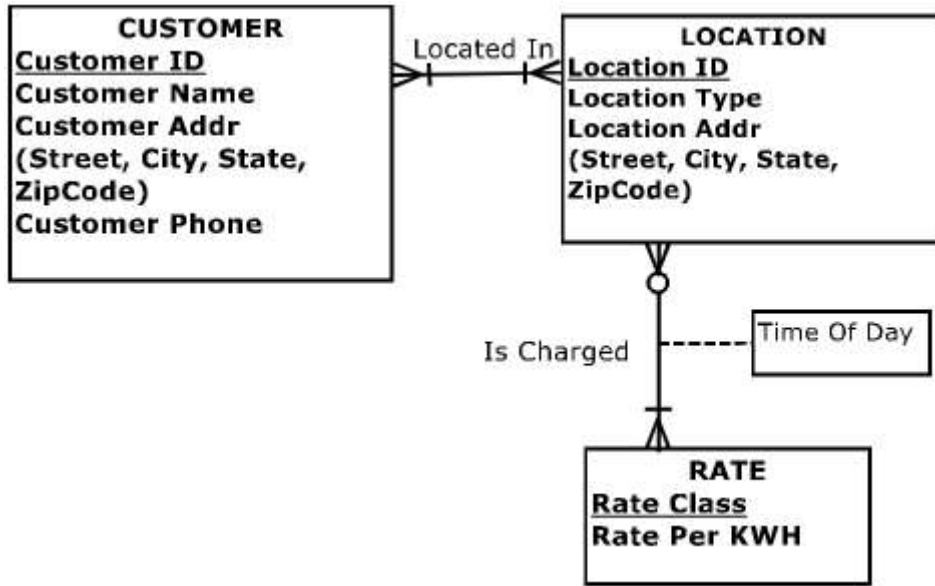 CUSTOMER
Customer ID
Customer Name
Customer Addr
(Street, City, State,
ZipCode)
Customer Phone
Located In
LOCATION
Location ID
Location Type
Location Addr
(Street, City, State,
ZipCode)
Is Charged
Time Of Day
RATE
Rate Class
Rate Per KWH